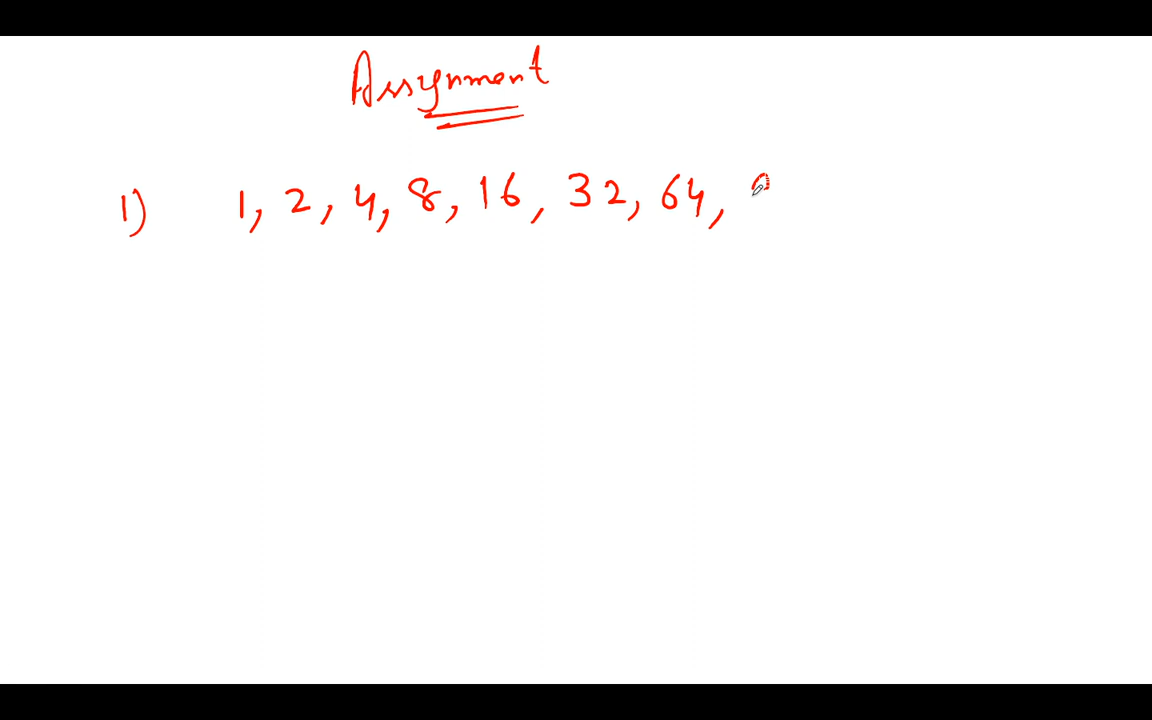 Assignment
1) 1, 2, 4, 8, 16, 32, 64,